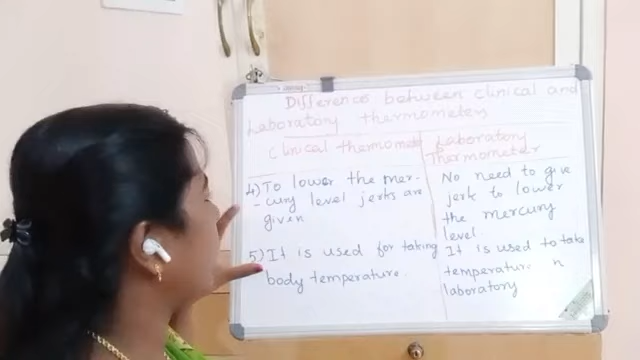 Differences between clinical and
Laboratory thermometers
Clinical thermomete
Laboratory
Thermometer
4) To lower the mer-
- cury level jerks are
given
No need to give
jerk to lower
the mercury
level
5) It is used for taking
body temperature.
It is used to take
temperature n
laboratory